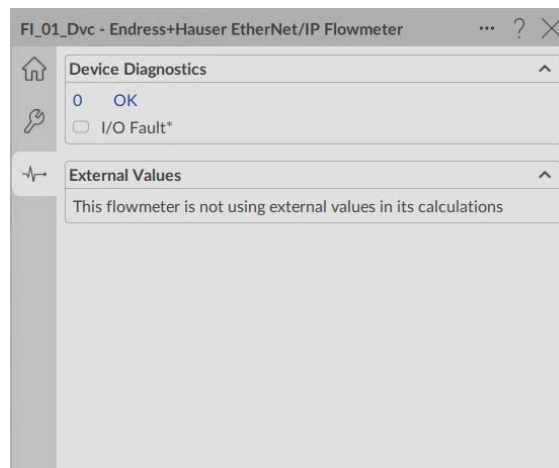 FI_01_Dvc - Endress+Hauser EtherNet/IP Flowmeter ... ?
Device Diagnostics
0 OK
I/O Fault*
External Values
This flowmeter is not using external values in its calculations